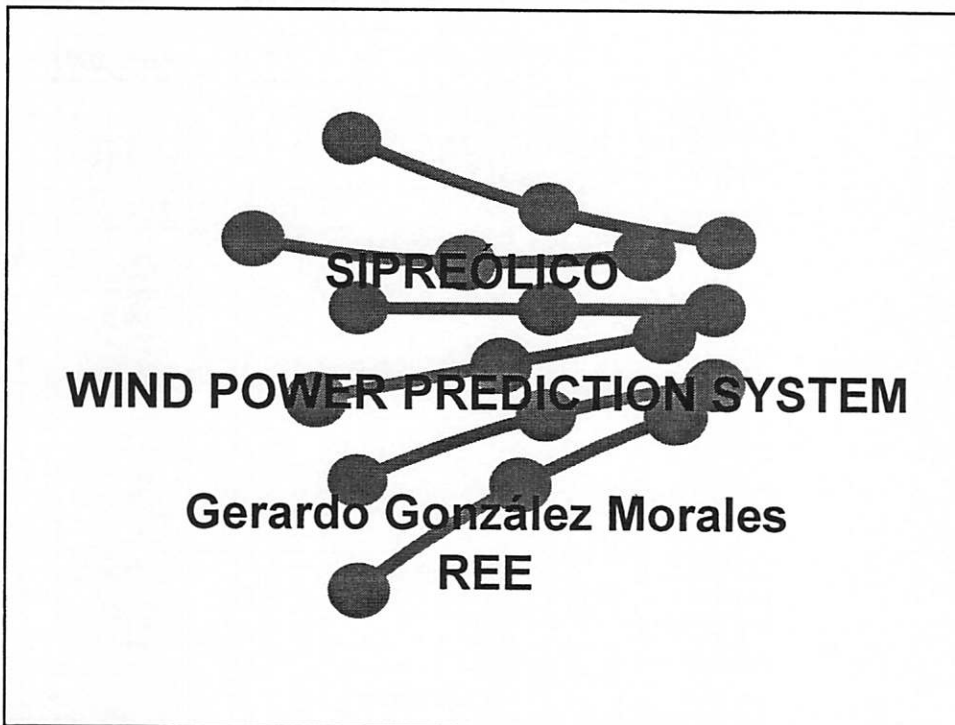 SIPREÓLICO
WIND POWER PREDICTION SYSTEM
Gerardo González Morales
REE